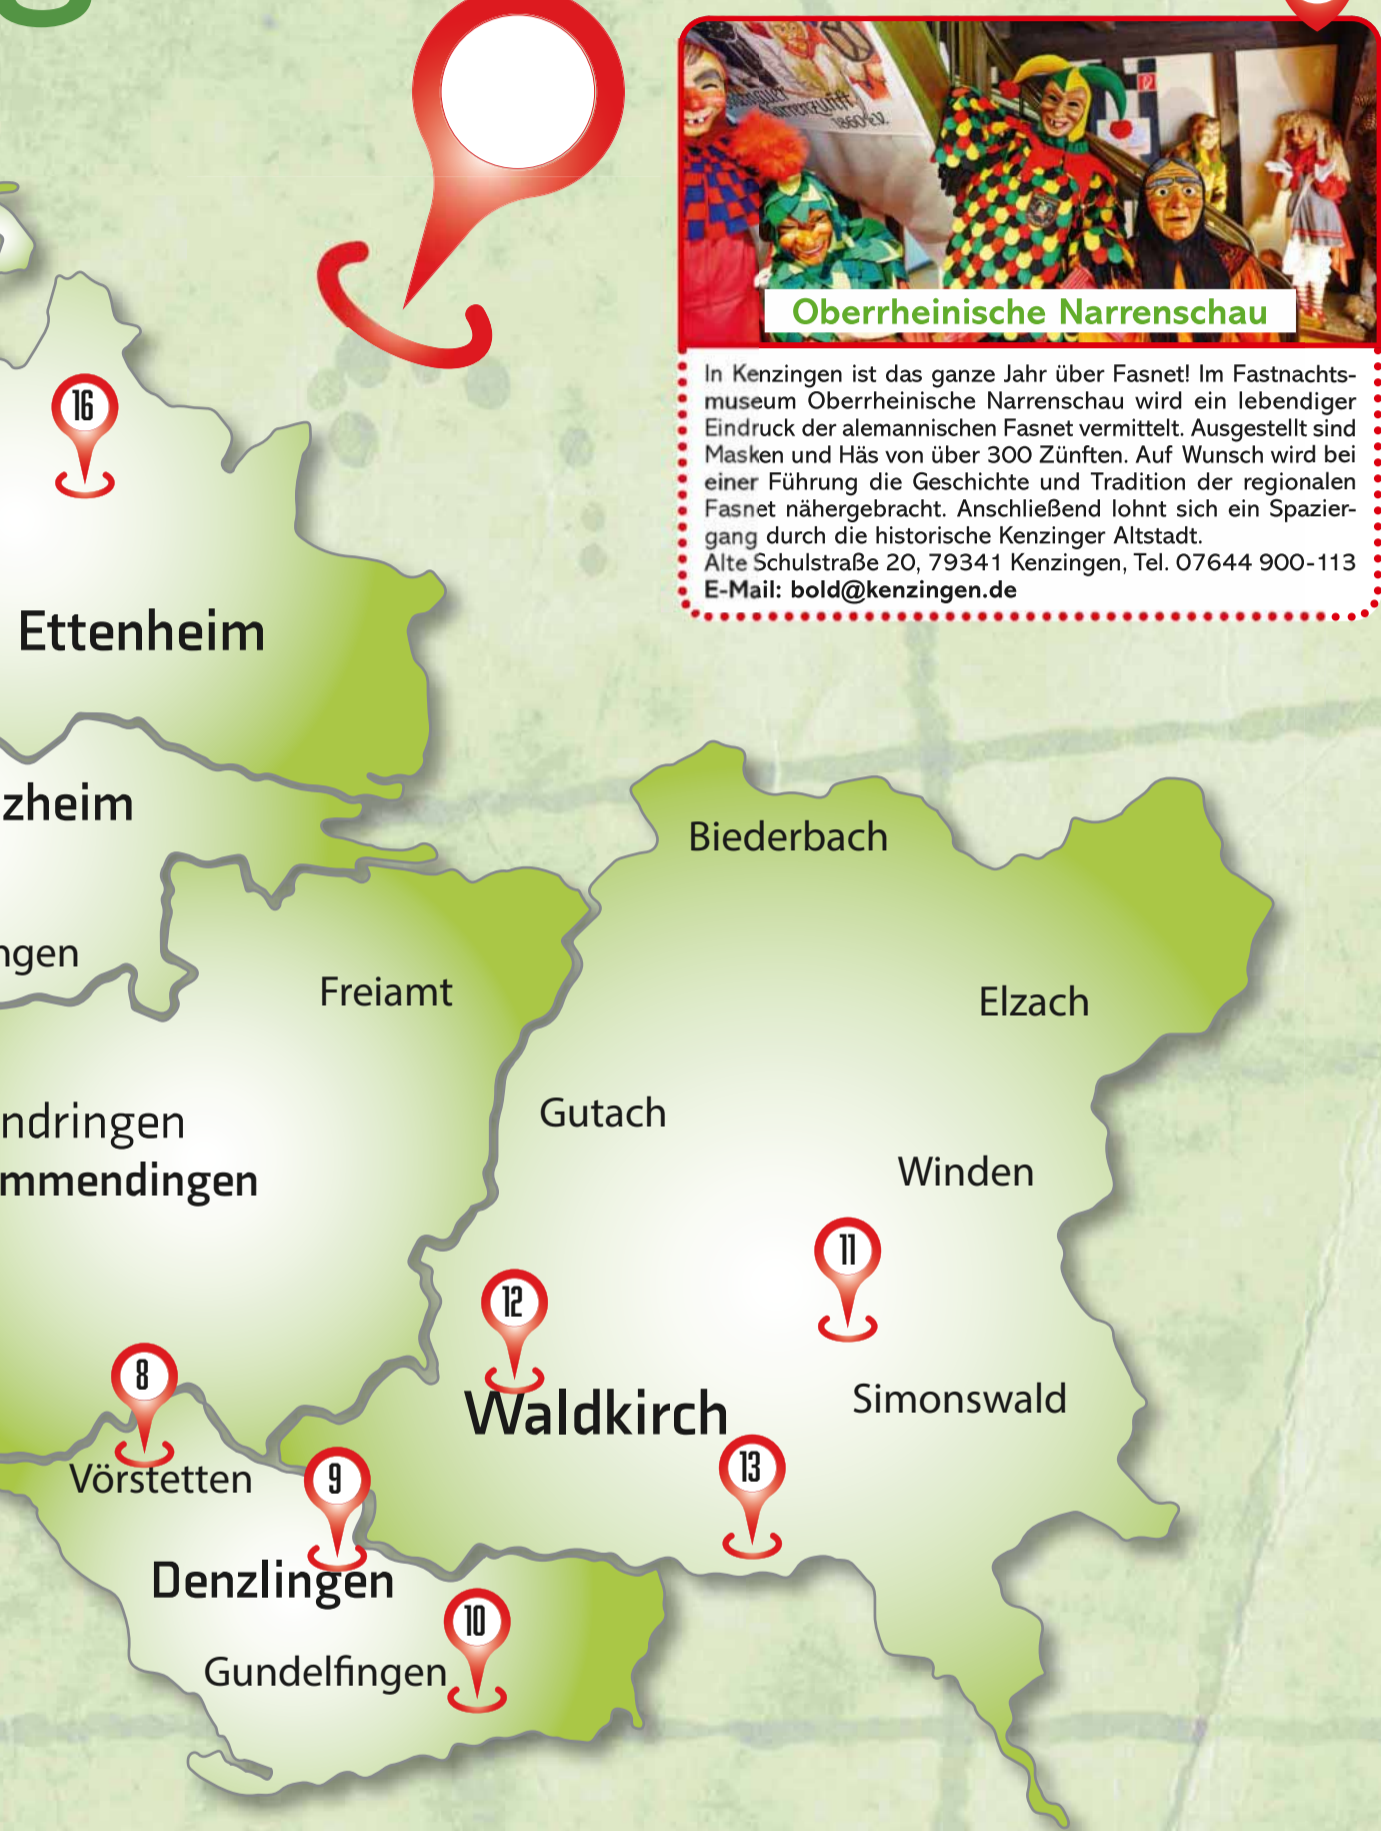 Narrenzunft
1860 e.V.
Oberrheinische Narrenschau
In Kenzingen ist das ganze Jahr über Fasnet! Im Fastnachts-
museum Oberrheinische Narrenschau wird ein lebendiger
Eindruck der alemannischen Fasnet vermittelt. Ausgestellt sind
Masken und Häs von über 300 Zünften. Auf Wunsch wird bei
einer Führung die Geschichte und Tradition der regionalen
Fasnet nähergebracht. Anschließend lohnt sich ein Spazier-
gang durch die historische Kenzinger Altstadt.
Alte Schulstraße 20, 79341 Kenzingen, Tel. 07644 900-113
E-Mail: bold@kenzingen.de
16
Ettenheim
zheim
Biederbach
ngen
Freiamt
Elzach
Gutach
ndringen
Winden
mmendingen
11
12
8
Simonswald
Waldkirch
13
Vörstetten
9
Denzlingen
10
Gundelfingen